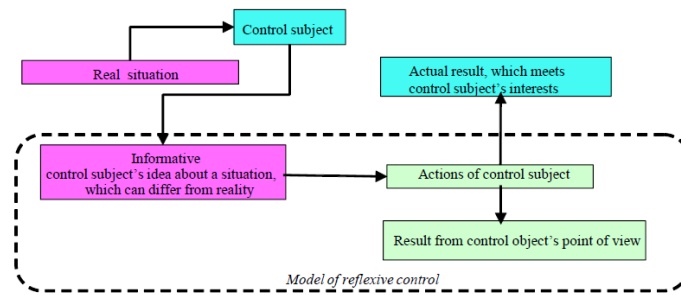 Control subject
Real situation
Actual result, which meets
control subject's interests
Informative
control subject's idea about a situation,
which can differ from reality
Actions of control subject
Result from control object's point of view
Model of reflexive control